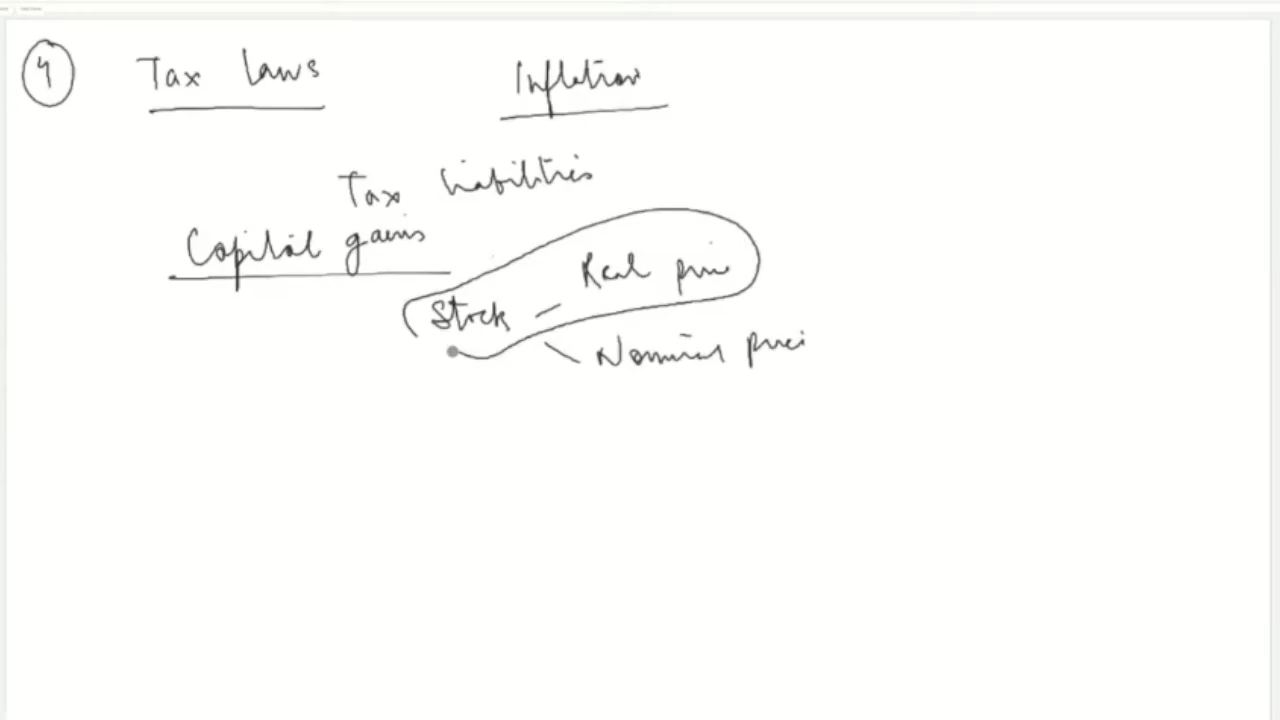 4 Tax laws Inflation
Tax liabilities
Capital gains
Stock - Real price
Nominal price